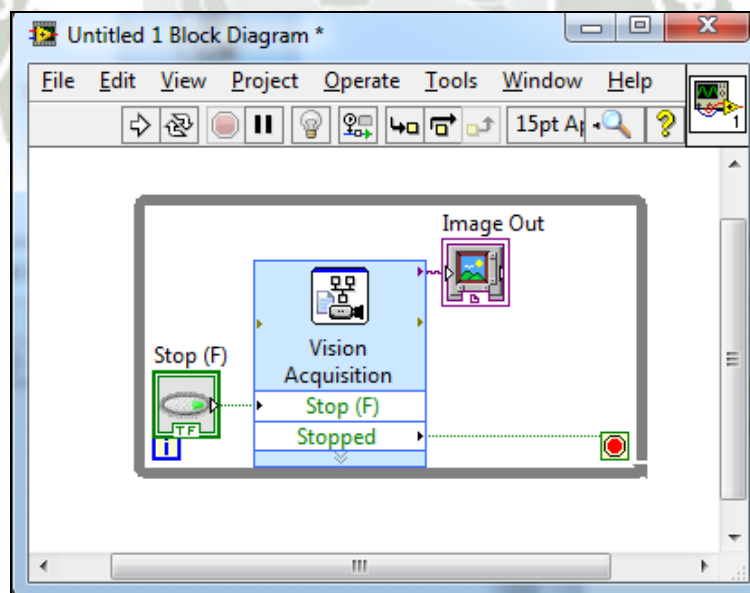 Untitled 1 Block Diagram *
File Edit View Project Operate Tools Window Help
15pt Ap
1
Image Out
Vision
Acquisition
Stop (F)
Stop (F)
Stopped
TF
i